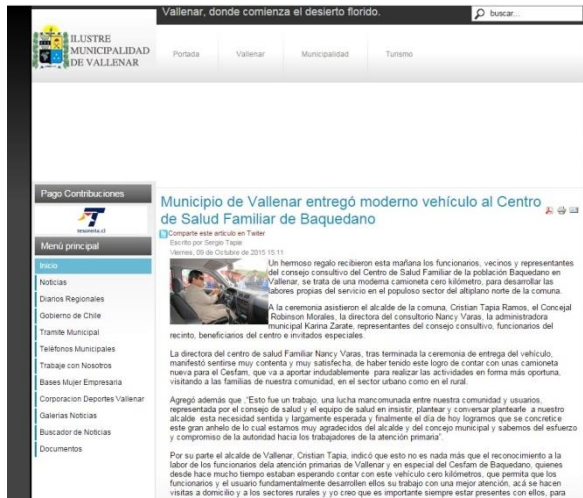 Vallenar, donde comienza el desierto florido.
buscar...
ILUSTRE
MUNICIPALIDAD
DE VALLENAR
Portada
Vallenar
Municipalidad
Turismo
Pago Contribuciones
tesoreria.cl
Menú principal
Inicio
Noticias
Diarios Regionales
Gobierno de Chile
Tramite Municipal
Teléfonos Municipales
Trabaje con Nosotros
Bases Mujer Empresaria
Corporacion Deportes Vallenar
Galerias Noticias
Buscador de Noticias
Documentos
Municipio de Vallenar entregó moderno vehículo al Centro
de Salud Familiar de Baquedano
Comparte este artículo en Twiter
Escrito por Sergio Tapia
Viernes, 09 de Octubre de 2015 15:11
Un hermoso regalo recibieron esta mañana los funcionarios, vecinos y representantes
del consejo consultivo del Centro de Salud Familiar de la población Baquedano en
Vallenar, se trata de una moderna camioneta cero kilómetro, para desarrollar las
labores propias del servicio en el populoso sector del altiplano norte de la comuna.
A la ceremonia asistieron el alcalde de la comuna, Cristian Tapia Ramos, el Concejal
Robinson Morales, la directora del consultorio Nancy Varas, la administradora
municipal Karina Zarate, representantes del consejo consultivo, funcionarios del
recinto, beneficiarios del centro e invitados especiales.
La directora del centro de salud Familiar Nancy Varas, tras terminada la ceremonia de entrega del vehículo,
manifestó sentirse muy contenta y muy satisfecha, de haber tenido este logro de contar con unas camioneta
nueva para el Cesfam, que va a aportar indudablemente para realizar las actividades en forma más oportuna,
visitando a las familias de nuestra comunidad, en el sector urbano como en el rural.
Agregó además que ,"Esto fue un trabajo, una lucha mancomunada entre nuestra comunidad y usuarios,
representada por el consejo de salud y el equipo de salud en insistir, plantear y conversar plantearle a nuestro
alcalde esta necesidad sentida y largamente esperada y finalmente el día de hoy logramos que se concretice
este gran anhelo de lo cual estamos muy agradecidos del alcalde y del concejo municipal y sabemos del esfuerzo
y compromiso de la autoridad hacia los trabajadores de la atención primaria".
Por su parte el alcalde de Vallenar, Cristian Tapia, indicó que esto no es nada más que el reconocimiento a la
labor de los funcionarios dela atención primarias de Vallenar y en especial del Cesfam de Baquedano, quienes
desde hace mucho tiempo estaban esperando contar con este vehículo cero kilómetros, que permita que los
funcionarios y el usuario fundamentalmente desarrollen ellos su trabajo con una mejor atención, acá se hacen
visitas a domicilio y a los sectores rurales y yo creo que es importante siempre estar presentes con ellos, para